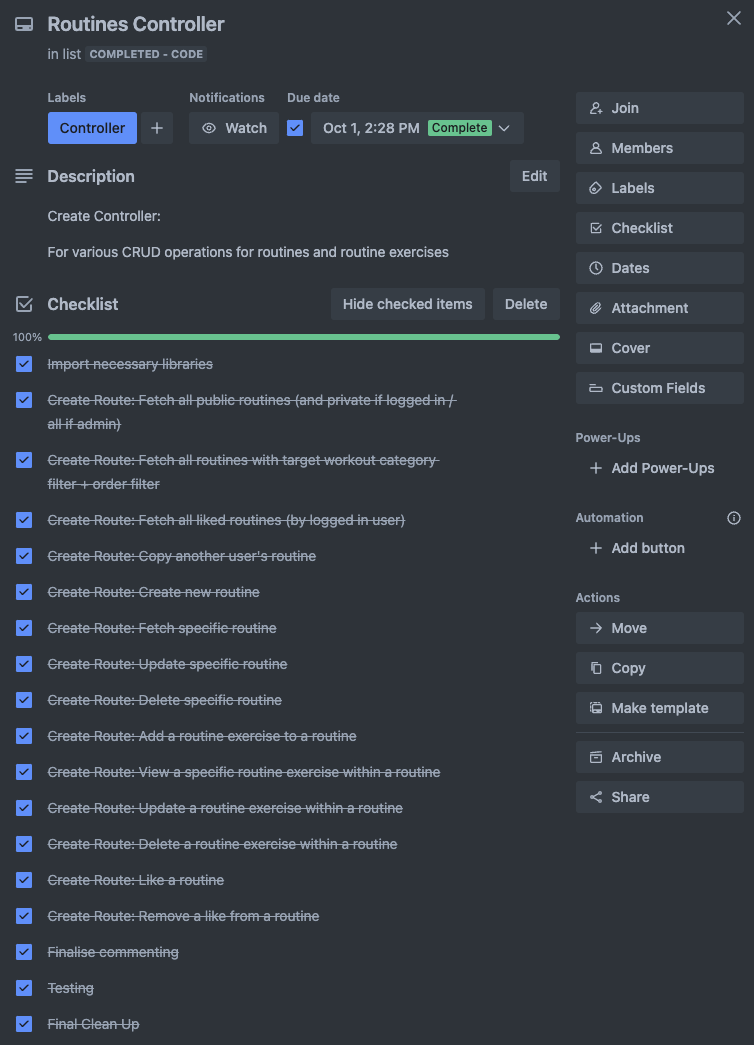 Routines Controller
in list COMPLETED - CODE
Labels
Controller
Notifications
Watch
Due date
Oct 1, 2:28 PM Complete
Description
Edit
Create Controller:
For various CRUD operations for routines and routine exercises
Checklist
Hide checked items
Delete
100%
Import necessary libraries
Create Route: Fetch all public routines (and private if logged in /
all if admin)
Create Route: Fetch all routines with target workout category
filter + order filter
Create Route: Fetch all liked routines (by logged in user)
Create Route: Copy another user's routine
Create Route: Create new routine
Create Route: Fetch specific routine
Create Route: Update specific routine
Create Route: Delete specific routine
Create Route: Add a routine exercise to a routine
Create Route: View a specific routine exercise within a routine
Create Route: Update a routine exercise within a routine
Create Route: Delete a routine exercise within a routine
Create Route: Like a routine
Create Route: Remove a like from a routine
Finalise commenting
Testing
Final Clean Up
Join
Members
Labels
Checklist
Dates
Attachment
Cover
Custom Fields
Power-Ups
+ Add Power-Ups
Automation
+ Add button
Actions
Move
Copy
Make template
Archive
Share